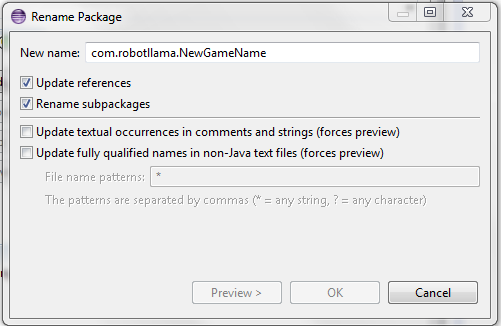 Rename Package
New name: com.robotllama.NewGameName
Update references
Rename subpackages
Update textual occurrences in comments and strings (forces preview)
Update fully qualified names in non-Java text files (forces preview)
File name patterns: *
The patterns are separated by commas (* = any string, ? = any character)
Preview > OK Cancel